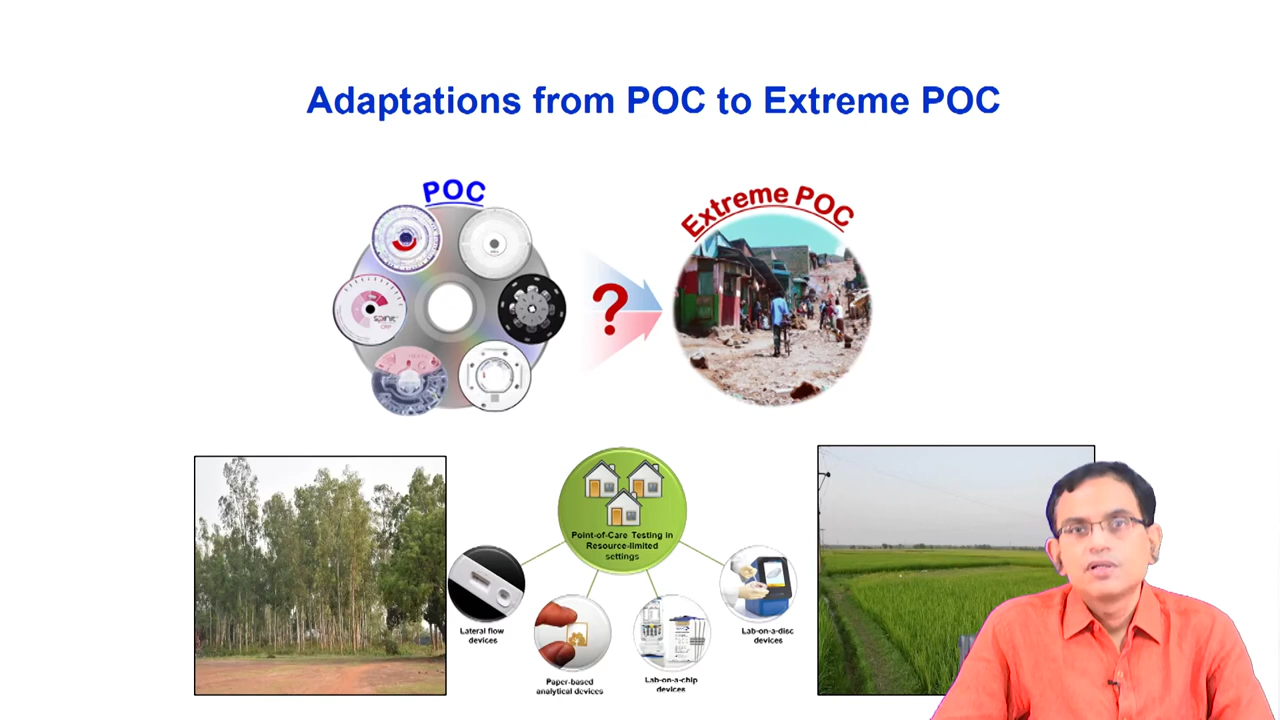 Adaptations from POC to Extreme POC
POC
Extreme POC
?
Point-of-Care Testing in
Resource-limited
settings
Lateral flow
devices
Paper-based
analytical devices
Lab-on-a-chip
devices
Lab-on-a-disc
devices